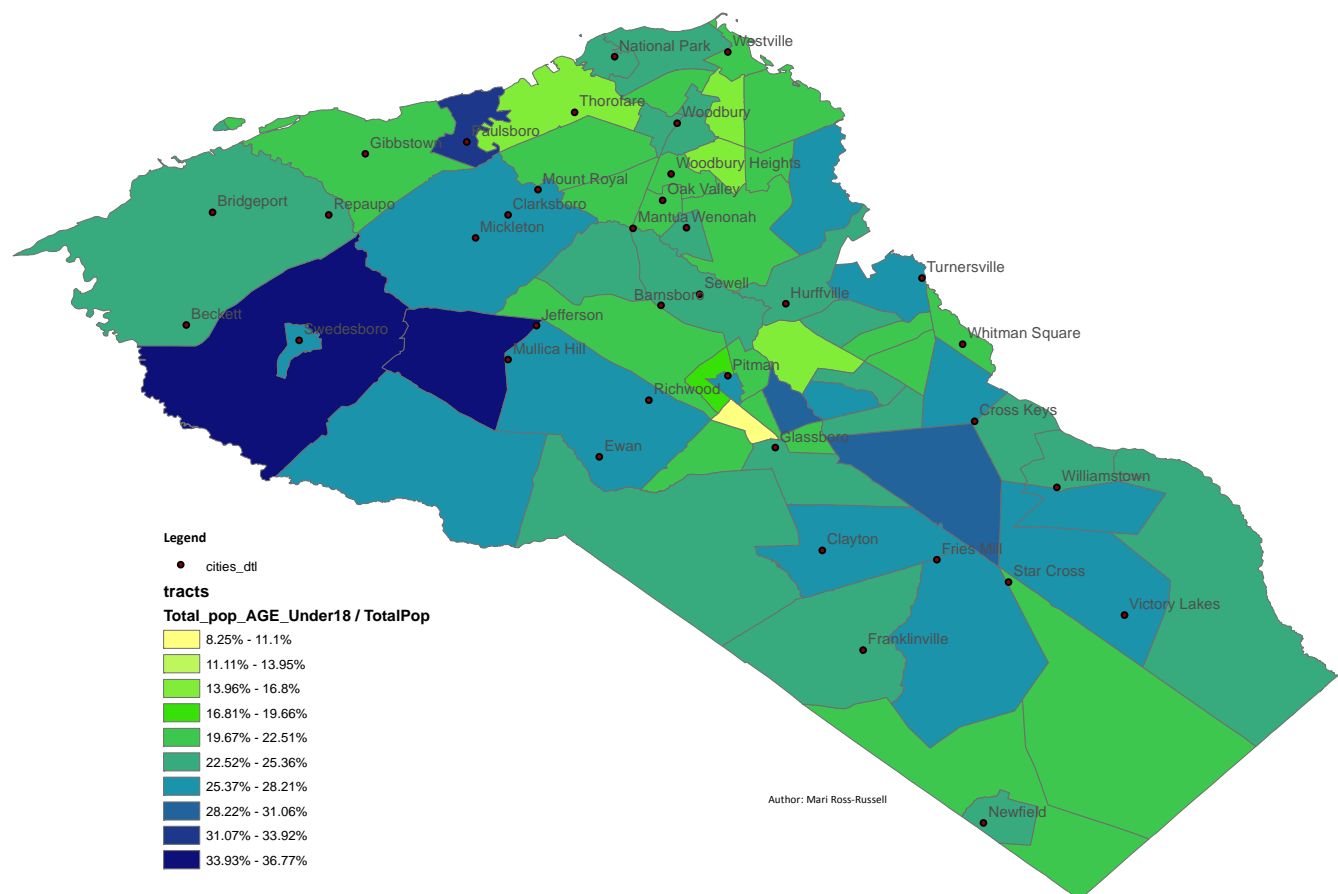 National Park
Westville
Thorofare
Woodbury
Paulsboro
Gibbstown
Woodbury Heights
Mount Royal
Oak Valley
Bridgeport
Repaupo
Clarksboro
Mantua Wenonah
Mickleton
Turnersville
Sewell
Barnsboro
Hurffville
Beckett
Swedesboro
Jefferson
Whitman Square
Mullica Hill
Pitman
Richwood
Cross Keys
Glassboro
Ewan
Williamstown
Clayton
Fries Mill
Star Cross
Victory Lakes
Franklinville
Newfield
Legend
cities_dtl
tracts
Total_pop_AGE_Under18 / TotalPop
8.25% - 11.1%
11.11% - 13.95%
13.96% - 16.8%
16.81% - 19.66%
19.67% - 22.51%
22.52% - 25.36%
25.37% - 28.21%
28.22% - 31.06%
31.07% - 33.92%
33.93% - 36.77%
Author: Mari Ross-Russell